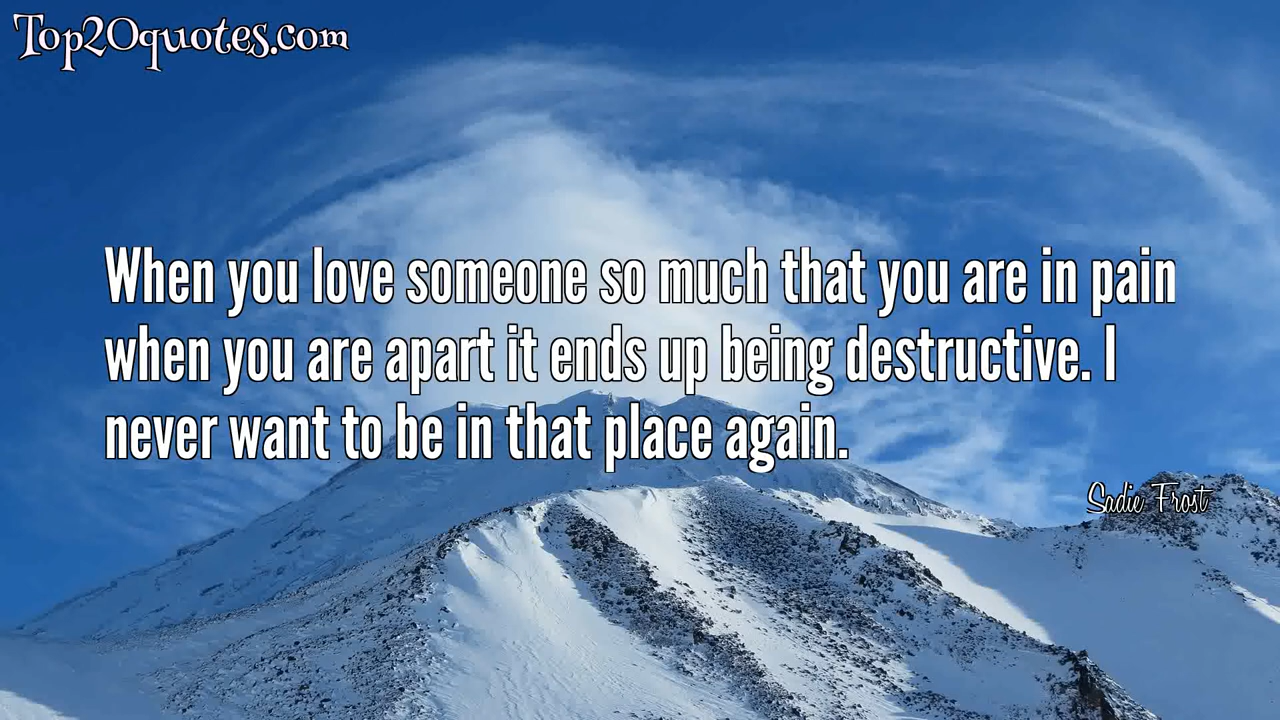 Top20quotes.com
When you love someone so much that you are in pain
when you are apart it ends up being destructive. I
never want to be in that place again.
Sadie Frost